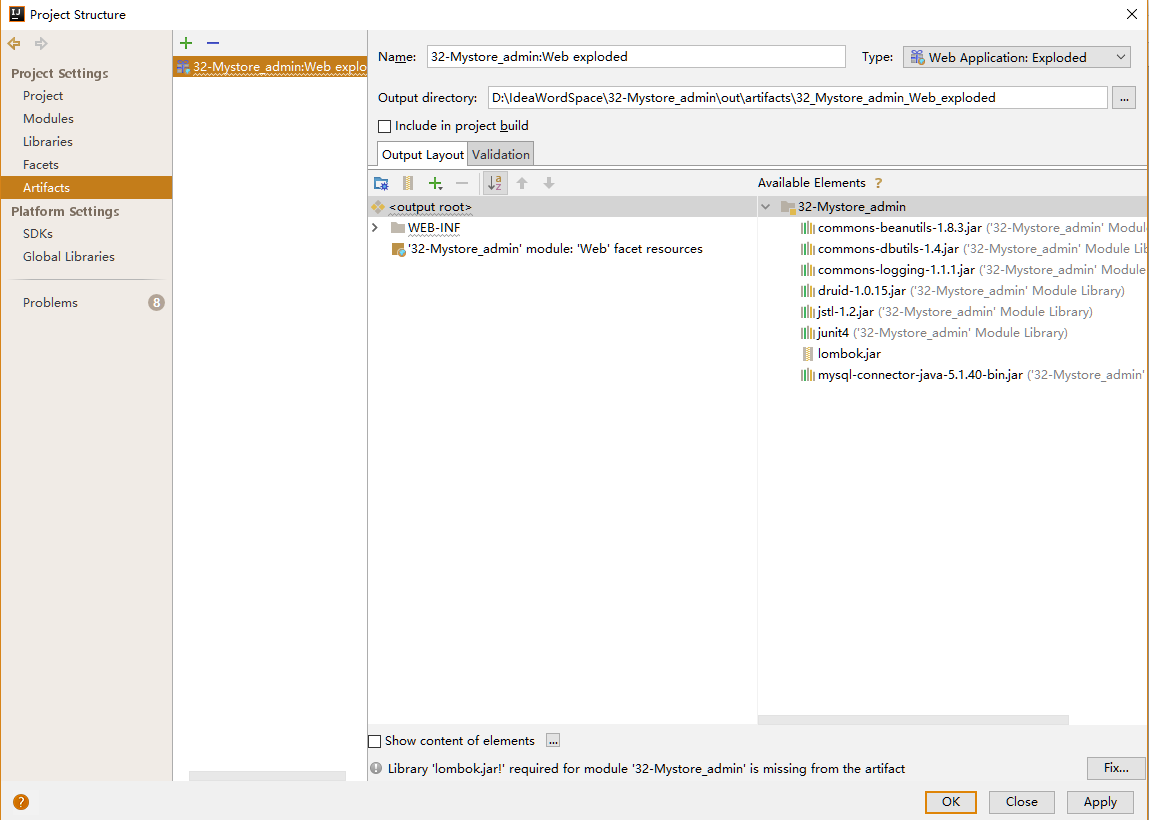 Project Structure
Project Settings
Project
Modules
Libraries
Facets
Artifacts
Platform Settings
SDKs
Global Libraries
Problems 8
32-Mystore_admin:Web explo
Name: 32-Mystore_admin:Web exploded Type: Web Application: Exploded
Output directory: D:\IdeaWordSpace\32-Mystore_admin\out\artifacts\32_Mystore_admin_Web_exploded ...
Include in project build
Output Layout Validation
Available Elements ?
<output root>
WEB-INF
'32-Mystore_admin' module: 'Web' facet resources
32-Mystore_admin
commons-beanutils-1.8.3.jar ('32-Mystore_admin' Modul
commons-dbutils-1.4.jar ('32-Mystore_admin' Module Lib
commons-logging-1.1.1.jar ('32-Mystore_admin' Module
druid-1.0.15.jar ('32-Mystore_admin' Module Library)
jstl-1.2.jar ('32-Mystore_admin' Module Library)
junit4 ('32-Mystore_admin' Module Library)
lombok.jar
mysql-connector-java-5.1.40-bin.jar ('32-Mystore_admin'
Show content of elements ...
Library 'lombok.jar!' required for module '32-Mystore_admin' is missing from the artifact Fix...
? OK Close Apply